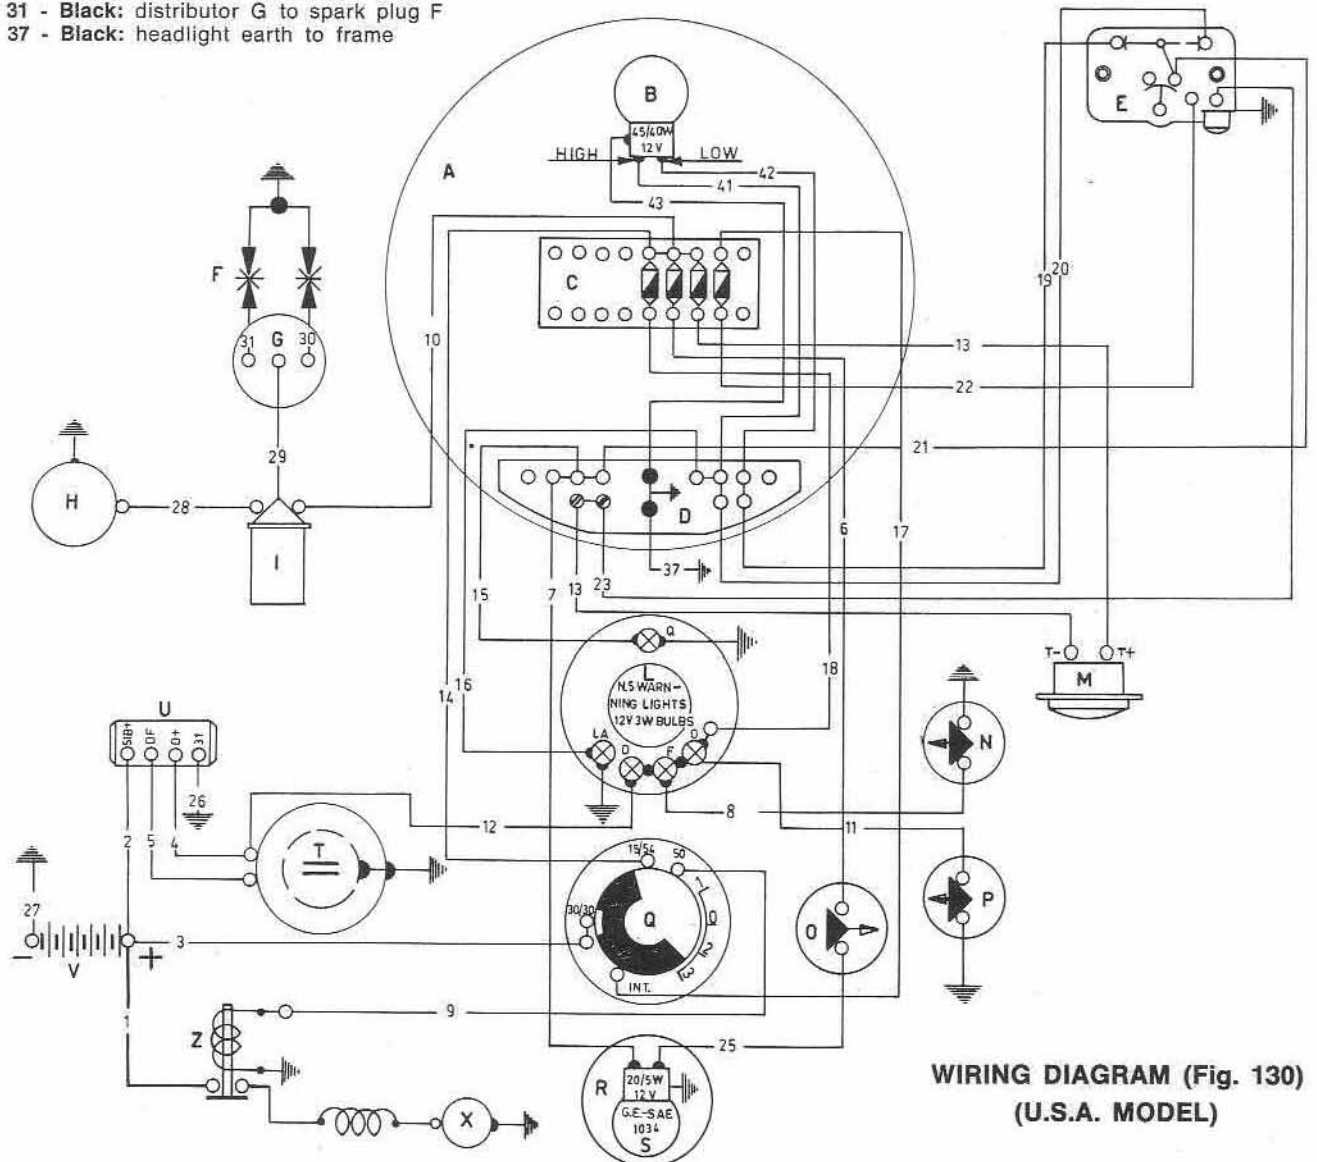 31 - Black: distributor G to spark plug F
37 - Black: headlight earth to frame
B
45/40W
12 V
HIGH
LOW
A
42
41
43
E
C
F
31
G
30
10
20
19
13
22
29
21
H
28
I
D
6
17
37
15
7
13
23
Q
L
N.5 WARN-
NING LIGHTS
12V 3W BULBS
18
T-
T+
M
14
16
LA
D
F
O
N
U
51B+
DF
D+
31
26
8
2
5
4
12
11
T
15/54
50
27
30/30
Q
1
0
2
3
P
O
-
V
+
3
INT.
9
1
Z
25
R
20/5W
12 V
G.E.-SAE
1034
S
X
WIRING DIAGRAM (Fig. 130)
(U.S.A. MODEL)